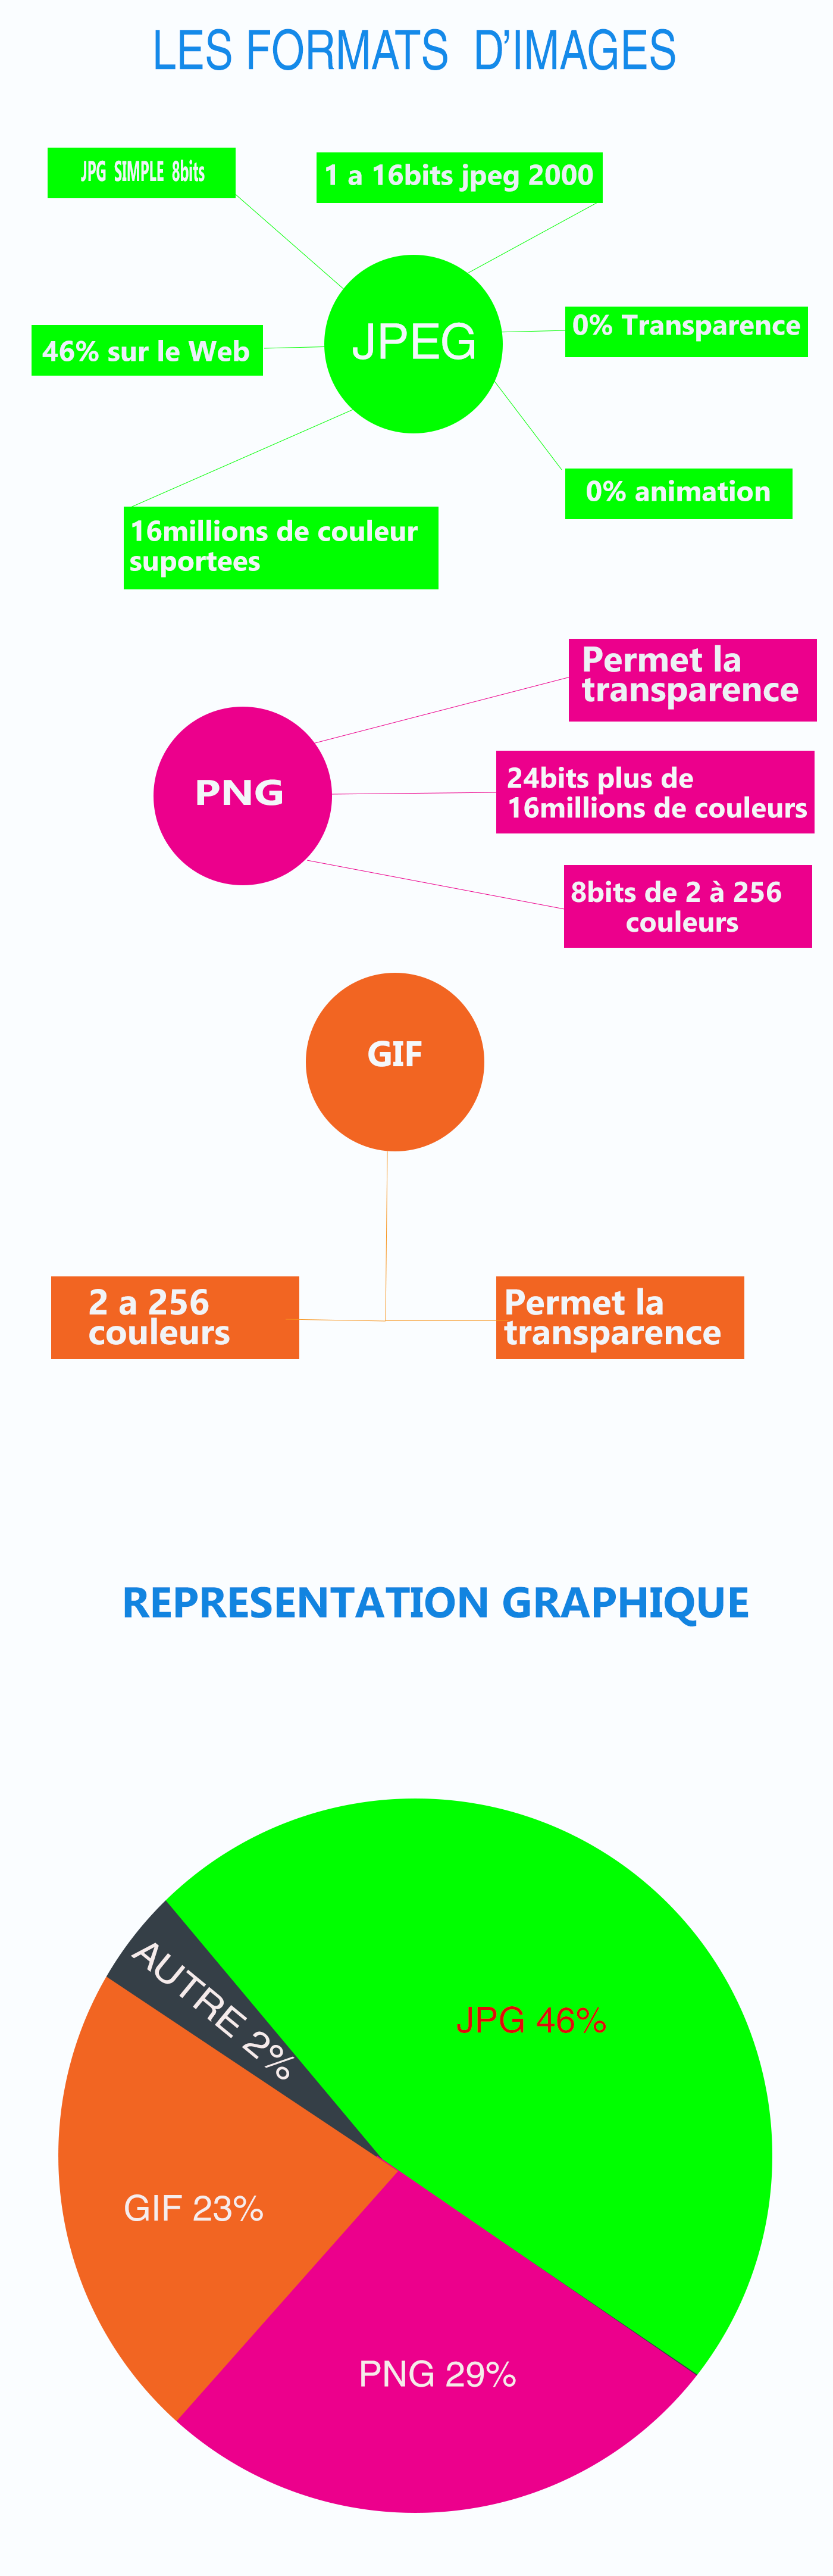 LES FORMATS D'IMAGES
JPG SIMPLE 8bits
1 a 16bits jpeg 2000
JPEG
0% Transparence
46% sur le Web
0% animation
16millions de couleur
suportees
Permet la
transparence
PNG
24bits plus de
16millions de couleurs
8bits de 2 à 256
couleurs
GIF
2 a 256
couleurs
Permet la
transparence
REPRESENTATION GRAPHIQUE
AUTRE 2%
JPG 46%
GIF 23%
PNG 29%